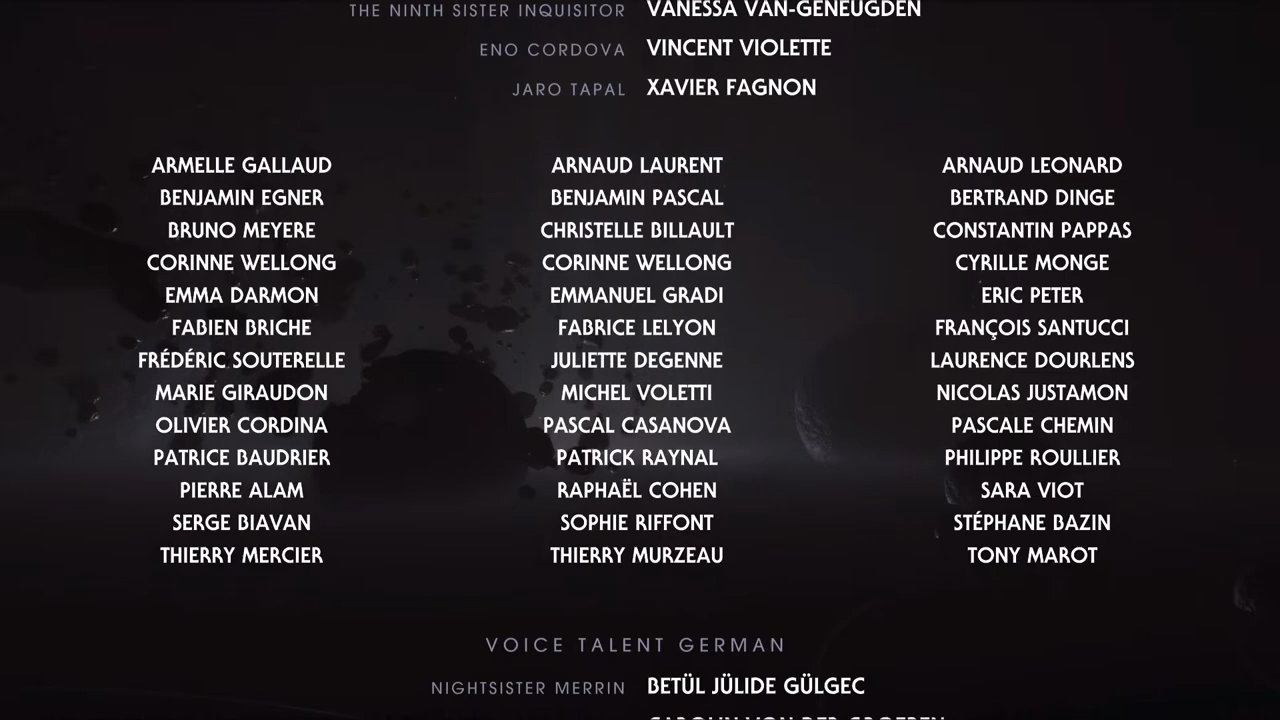 THE NINTH SISTER INQUISITOR VANESSA VAN-GENEUGDEN
ENO CORDOVA VINCENT VIOLETTE
JARO TAPAL XAVIER FAGNON
ARMELLE GALLAUD ARNAUD LAURENT ARNAUD LEONARD
BENJAMIN EGNER BENJAMIN PASCAL BERTRAND DINGE
BRUNO MEYERE CHRISTELLE BILLAULT CONSTANTIN PAPPAS
CORINNE WELLONG CORINNE WELLONG CYRILLE MONGE
EMMA DARMON EMMANUEL GRADI ERIC PETER
FABIEN BRICHE FABRICE LELYON FRANÇOIS SANTUCCI
FRÉDÉRIC SOUTERELLE JULIETTE DEGENNE LAURENCE DOURLENS
MARIE GIRAUDON MICHEL VOLETTI NICOLAS JUSTAMON
OLIVIER CORDINA PASCAL CASANOVA PASCALE CHEMIN
PATRICE BAUDRIER PATRICK RAYNAL PHILIPPE ROULLIER
PIERRE ALAM RAPHAËL COHEN SARA VIOT
SERGE BIAVAN SOPHIE RIFFONT STÉPHANE BAZIN
THIERRY MERCIER THIERRY MURZEAU TONY MAROT
VOICE TALENT GERMAN
NIGHTSISTER MERRIN BETÜL JÜLIDE GÜLGEC